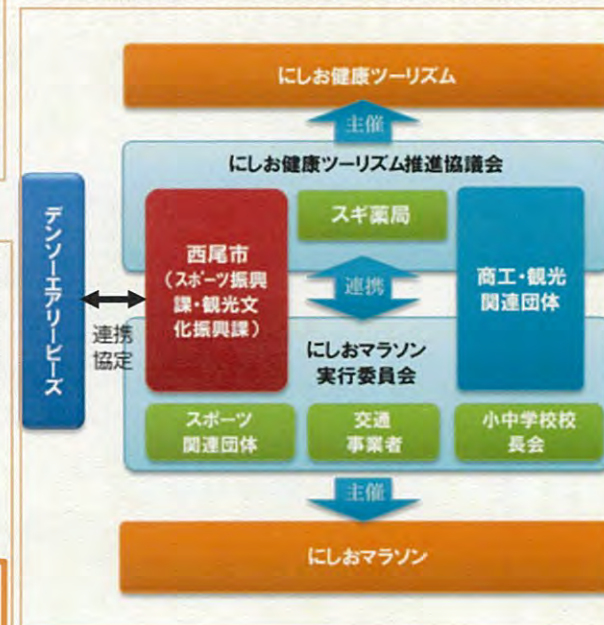 にしお健康ツーリズム
主催
にしお健康ツーリズム推進協議会
デンソーエアリービーズ
連携
協定
西尾市
(スポーツ振興
課・観光文
化振興課)
スギ薬局
連携
商工・観光
関連団体
にしおマラソン
実行委員会
スポーツ
関連団体
交通
事業者
小中学校校
長会
主催
にしおマラソン